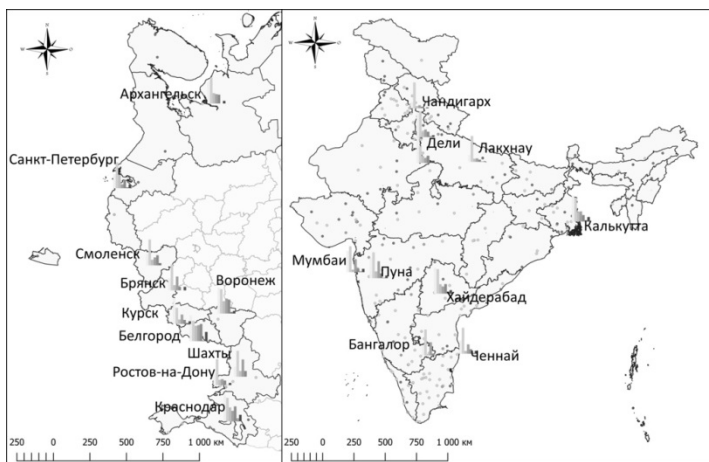 Архангельск
Санкт-Петербург
Смоленск
Брянск
Воронеж
Курск
Белгород
Шахты
Ростов-на-Дону
Краснодар
250 0 250 500 750 1 000 км
Чандигарх
Дели
Лакхнау
Калькутта
Мумбаи
Пуна
Хайдерабад
Бангалор
Ченнай
250 0 250 500 750 1 000 км